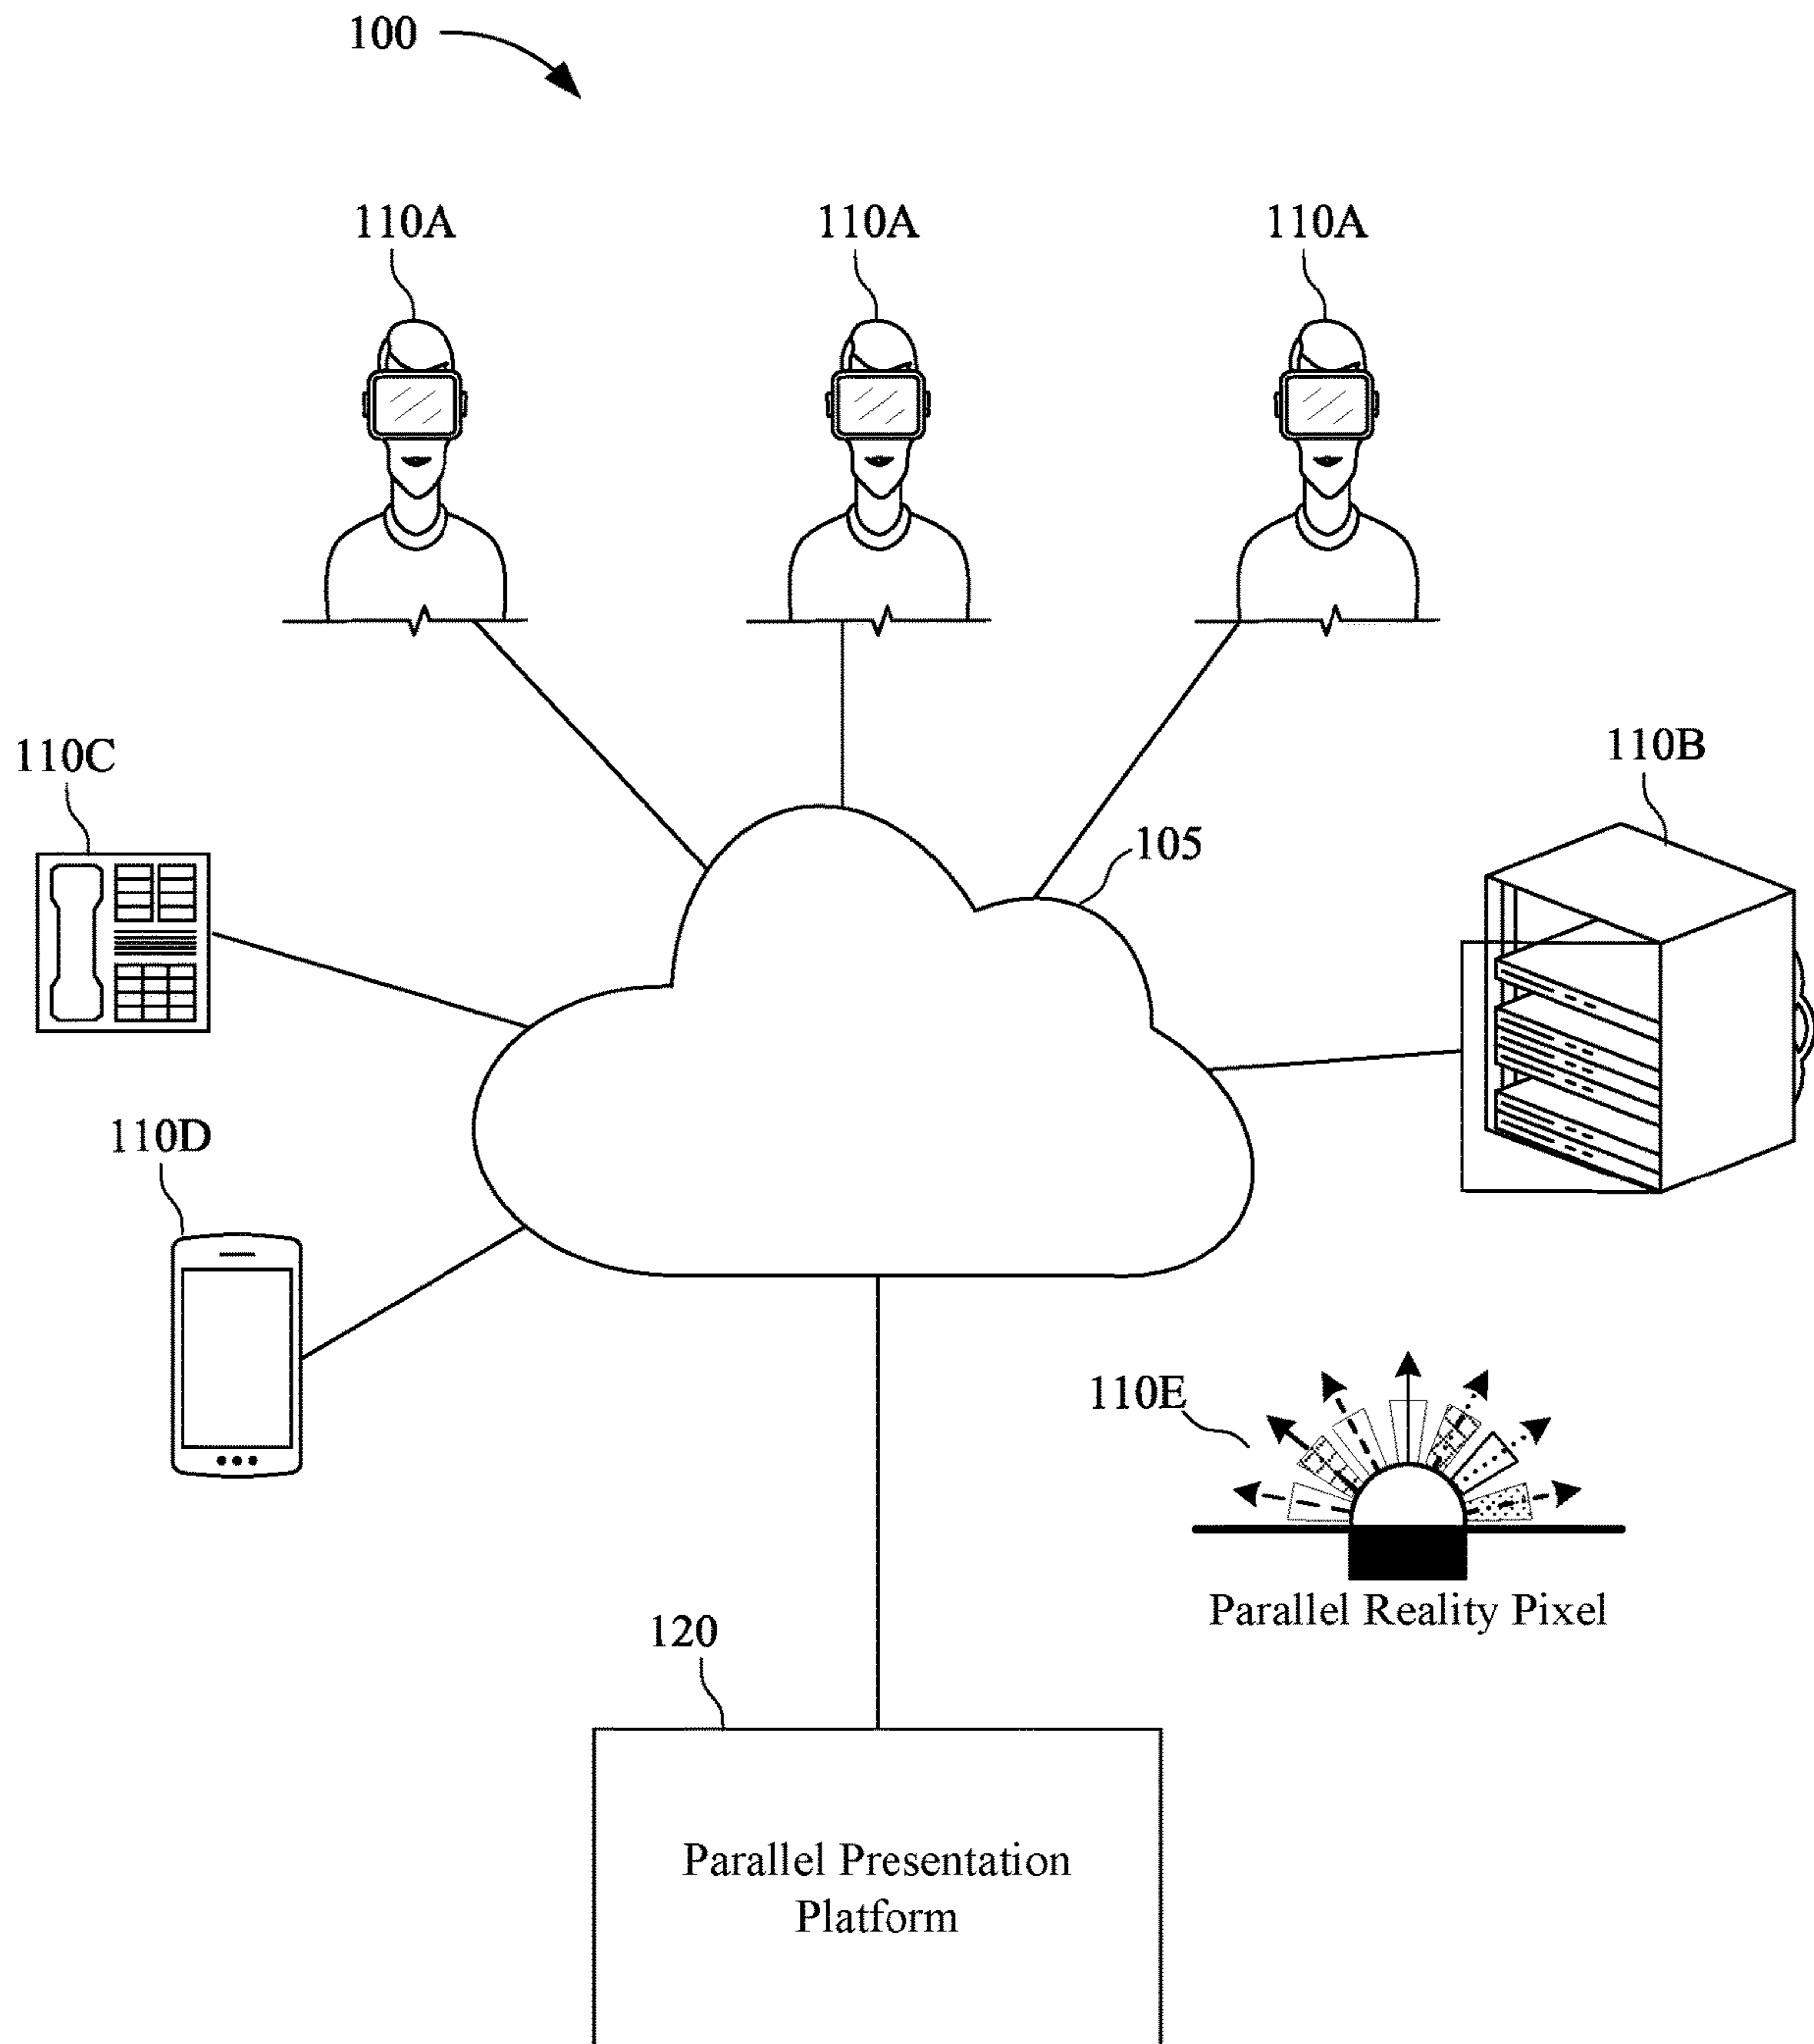 100
110A
110A
110A
110C
110B
105
110D
110E
Parallel Reality Pixel
120
Parallel Presentation
Platform